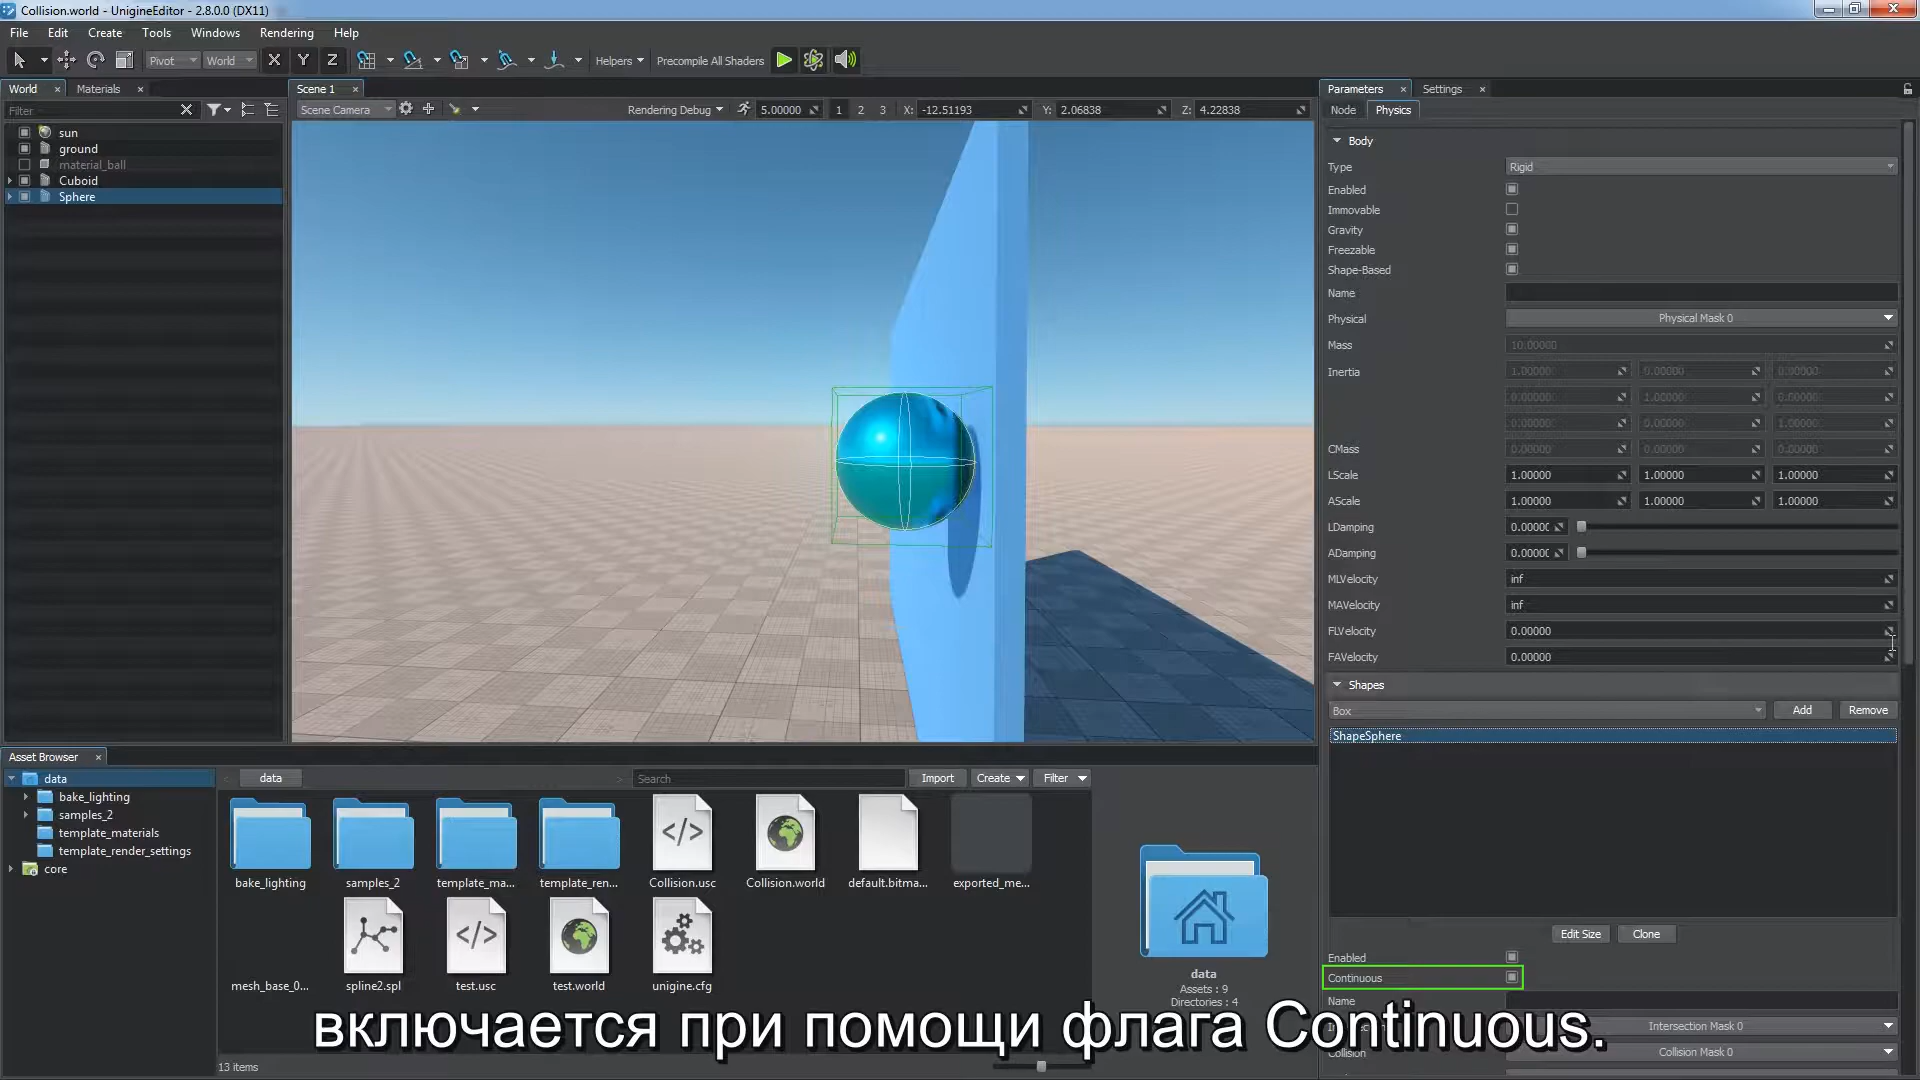 Collision.world - UnigineEditor - 2.8.0.0 (DX11)
File Edit Create Tools Windows Rendering Help
Pivot World X Y Z Helpers Precompile All Shaders
World Materials Scene 1 Parameters Settings
Filter Scene Camera Rendering Debug 5.00000 1 2 3 X: -12.51193 Y: 2.06838 Z: 4.22838 Node Physics
sun
ground
material_ball
Cuboid
Sphere
Body
Type Rigid
Enabled
Immovable
Gravity
Freezable
Shape-Based
Name
Physical Physical Mask 0
Mass 10.00000
Inertia 1.00000 0.00000 0.00000
0.00000 1.00000 0.00000
0.00000 0.00000 1.00000
CMass 0.00000 0.00000 0.00000
LScale 1.00000 1.00000 1.00000
AScale 1.00000 1.00000 1.00000
LDamping 0.0000
ADamping 0.0000
MLVelocity inf
MAVelocity inf
FLVelocity 0.00000
FAVelocity 0.00000
Shapes
Box Add Remove
ShapeSphere
Edit Size Clone
Enabled
Continuous
Name
Intersection Mask 0
Collision Collision Mask 0
Asset Browser
data
bake_lighting
samples_2
template_materials
template_render_settings
core
data Search Import Create Filter
bake_lighting samples_2 template_ma... template_ren... Collision.usc Collision.world default.bitma... exported_me...
mesh_base_0... spline2.spl test.usc test.world unigine.cfg
data
Assets : 9
Directories : 4
включается при помощи флага Continuous.
13 items